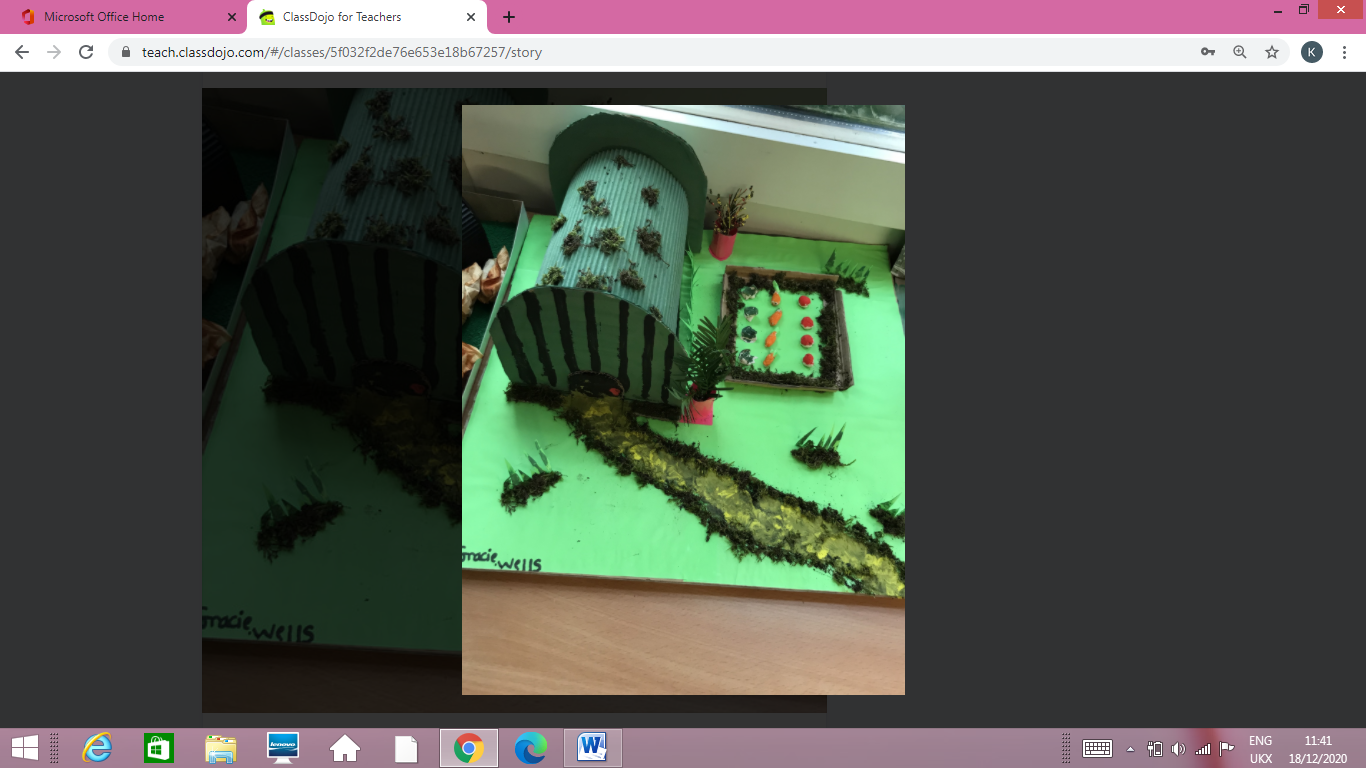 Microsoft Office Home
ClassDojo for Teachers
teach.classdojo.com/#/classes/5f032f2de76e653e18b67257/story
K
Gracie Wells
Gracie Wells
lenovo
ENG
UKX
11:41
18/12/2020